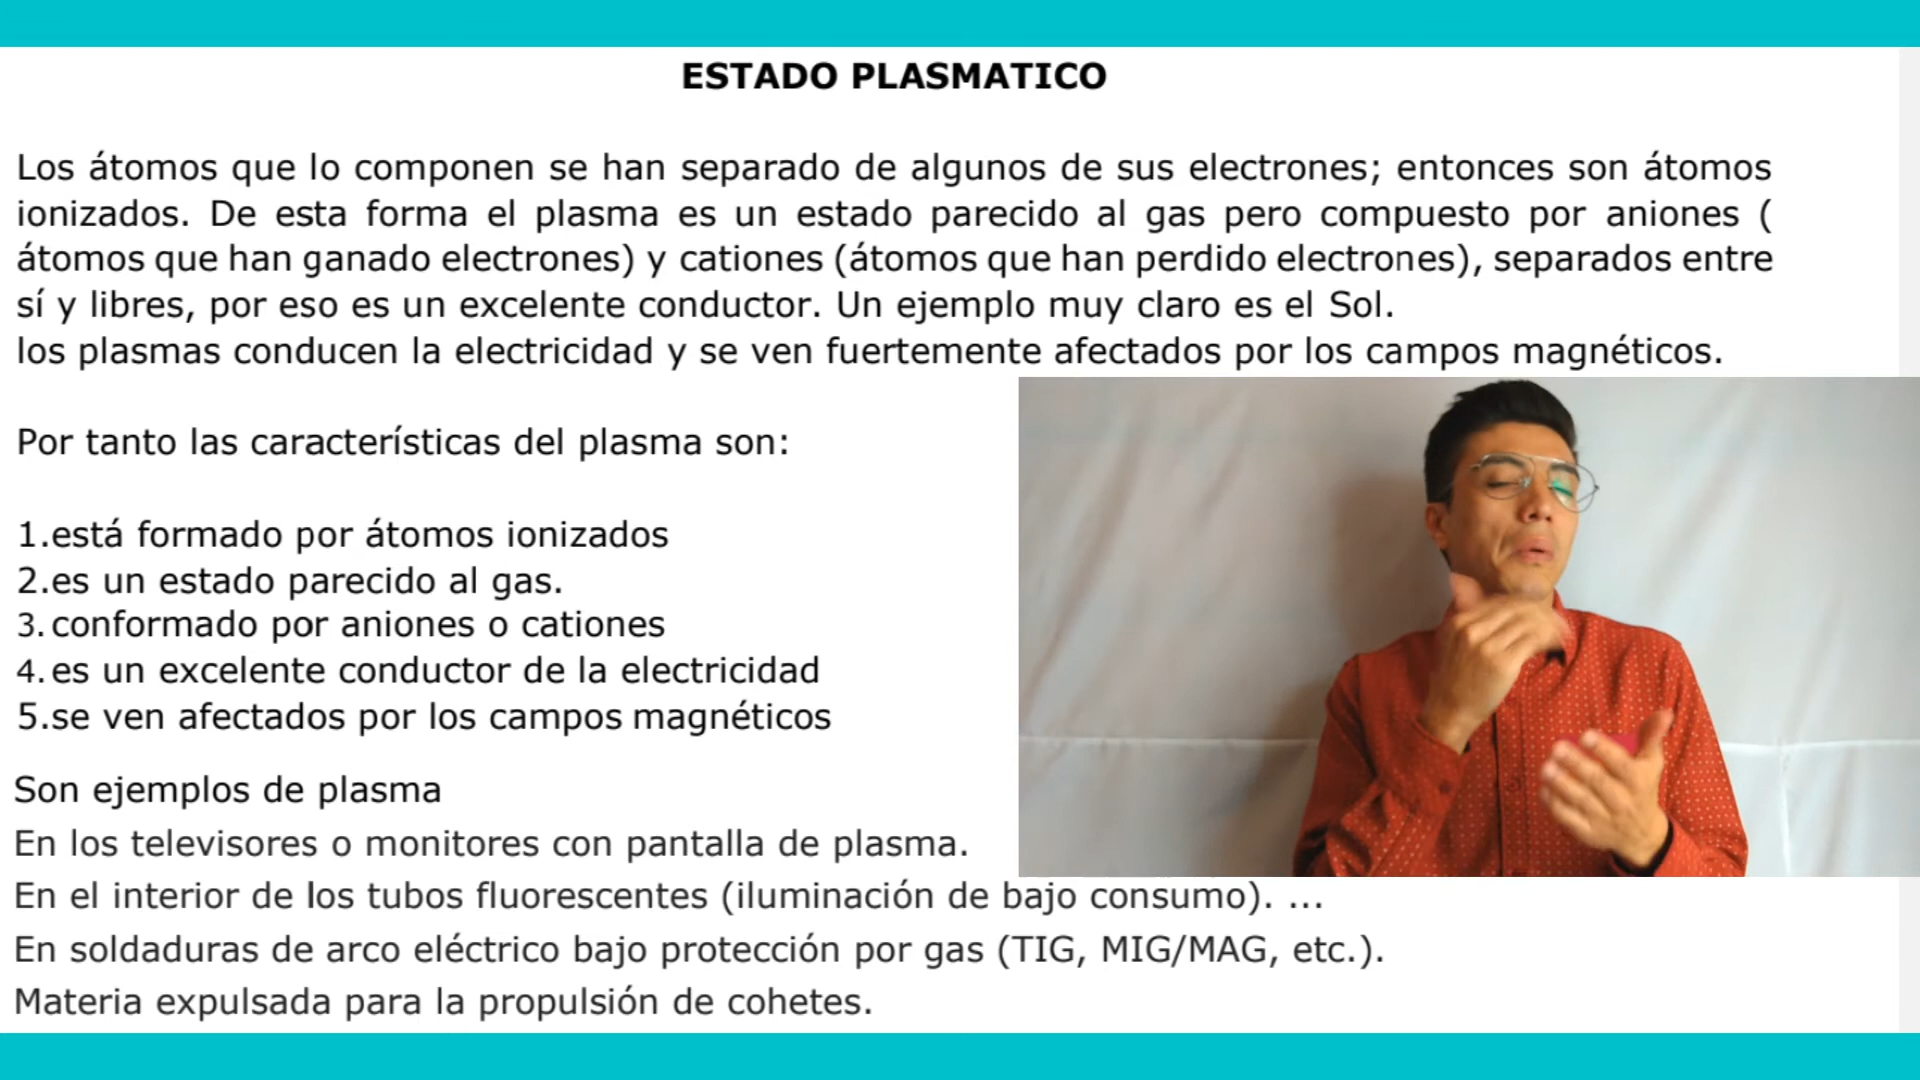 ESTADO PLASMATICO
Los átomos que lo componen se han separado de algunos de sus electrones; entonces son átomos
ionizados. De esta forma el plasma es un estado parecido al gas pero compuesto por aniones (
átomos que han ganado electrones) y cationes (átomos que han perdido electrones), separados entre
sí y libres, por eso es un excelente conductor. Un ejemplo muy claro es el Sol.
los plasmas conducen la electricidad y se ven fuertemente afectados por los campos magnéticos.
Por tanto las características del plasma son:
1.está formado por átomos ionizados
2.es un estado parecido al gas.
3.conformado por aniones o cationes
4.es un excelente conductor de la electricidad
5.se ven afectados por los campos magnéticos
Son ejemplos de plasma
En los televisores o monitores con pantalla de plasma.
En el interior de los tubos fluorescentes (iluminación de bajo consumo). ...
En soldaduras de arco eléctrico bajo protección por gas (TIG, MIG/MAG, etc.).
Materia expulsada para la propulsión de cohetes.